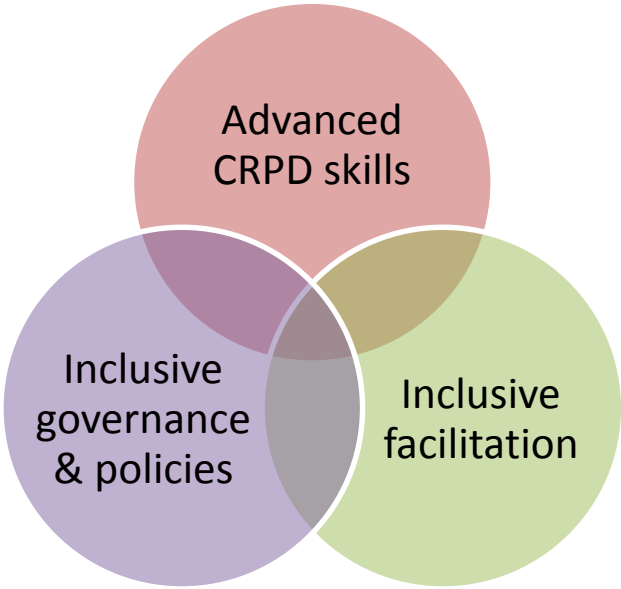 Advanced
CRPD skills
Inclusive
governance
& policies
Inclusive
facilitation